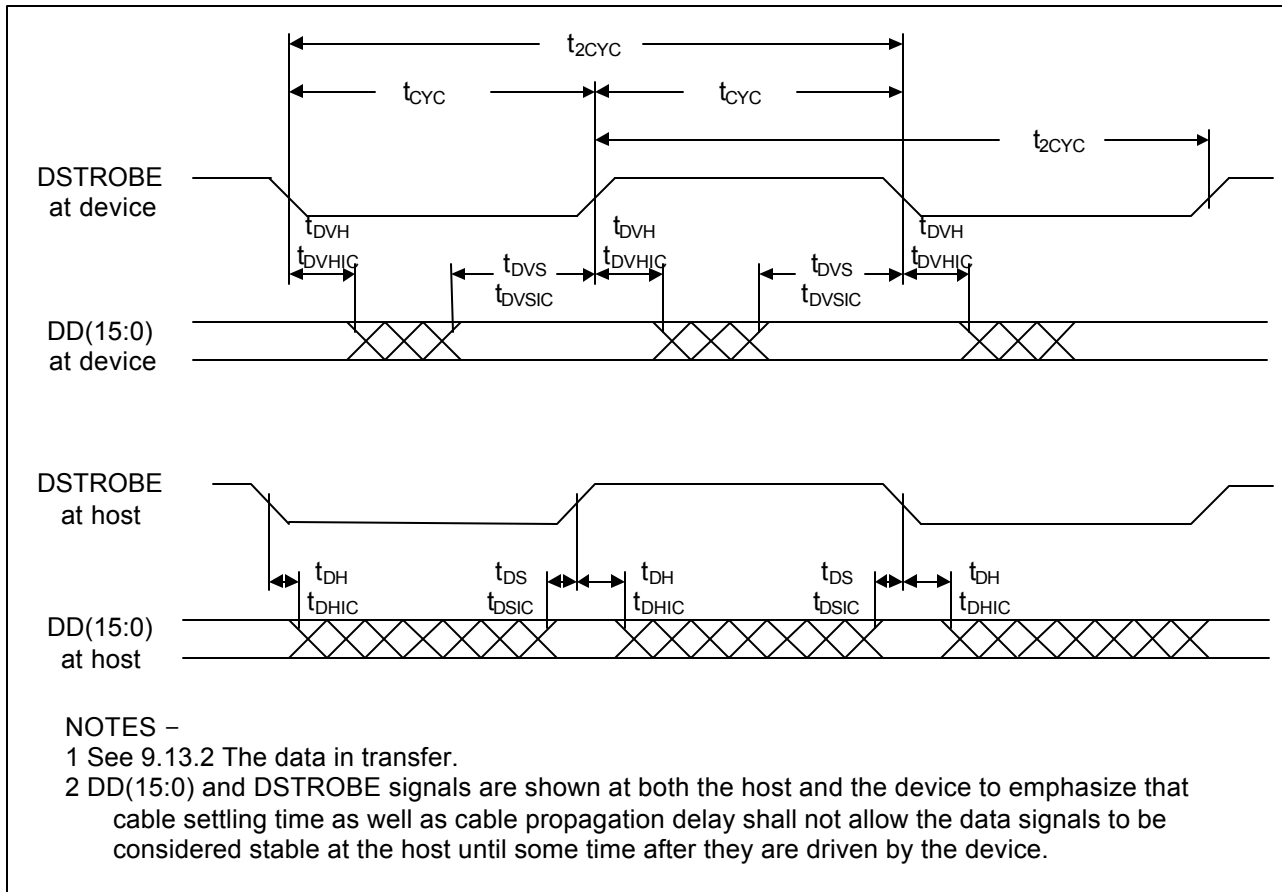 t2CYC
tCYC tCYC
t2CYC
DSTROBE
at device
tDVH tDVH tDVH
tDVHIC tDVS tDVHIC tDVS tDVHIC
tDVSIC tDVSIC
DD(15:0)
at device
DSTROBE
at host
tDH tDS tDH tDS tDH
tDHIC tDSIC tDHIC tDSIC tDHIC
DD(15:0)
at host
NOTES –
1 See 9.13.2 The data in transfer.
2 DD(15:0) and DSTROBE signals are shown at both the host and the device to emphasize that
cable settling time as well as cable propagation delay shall not allow the data signals to be
considered stable at the host until some time after they are driven by the device.